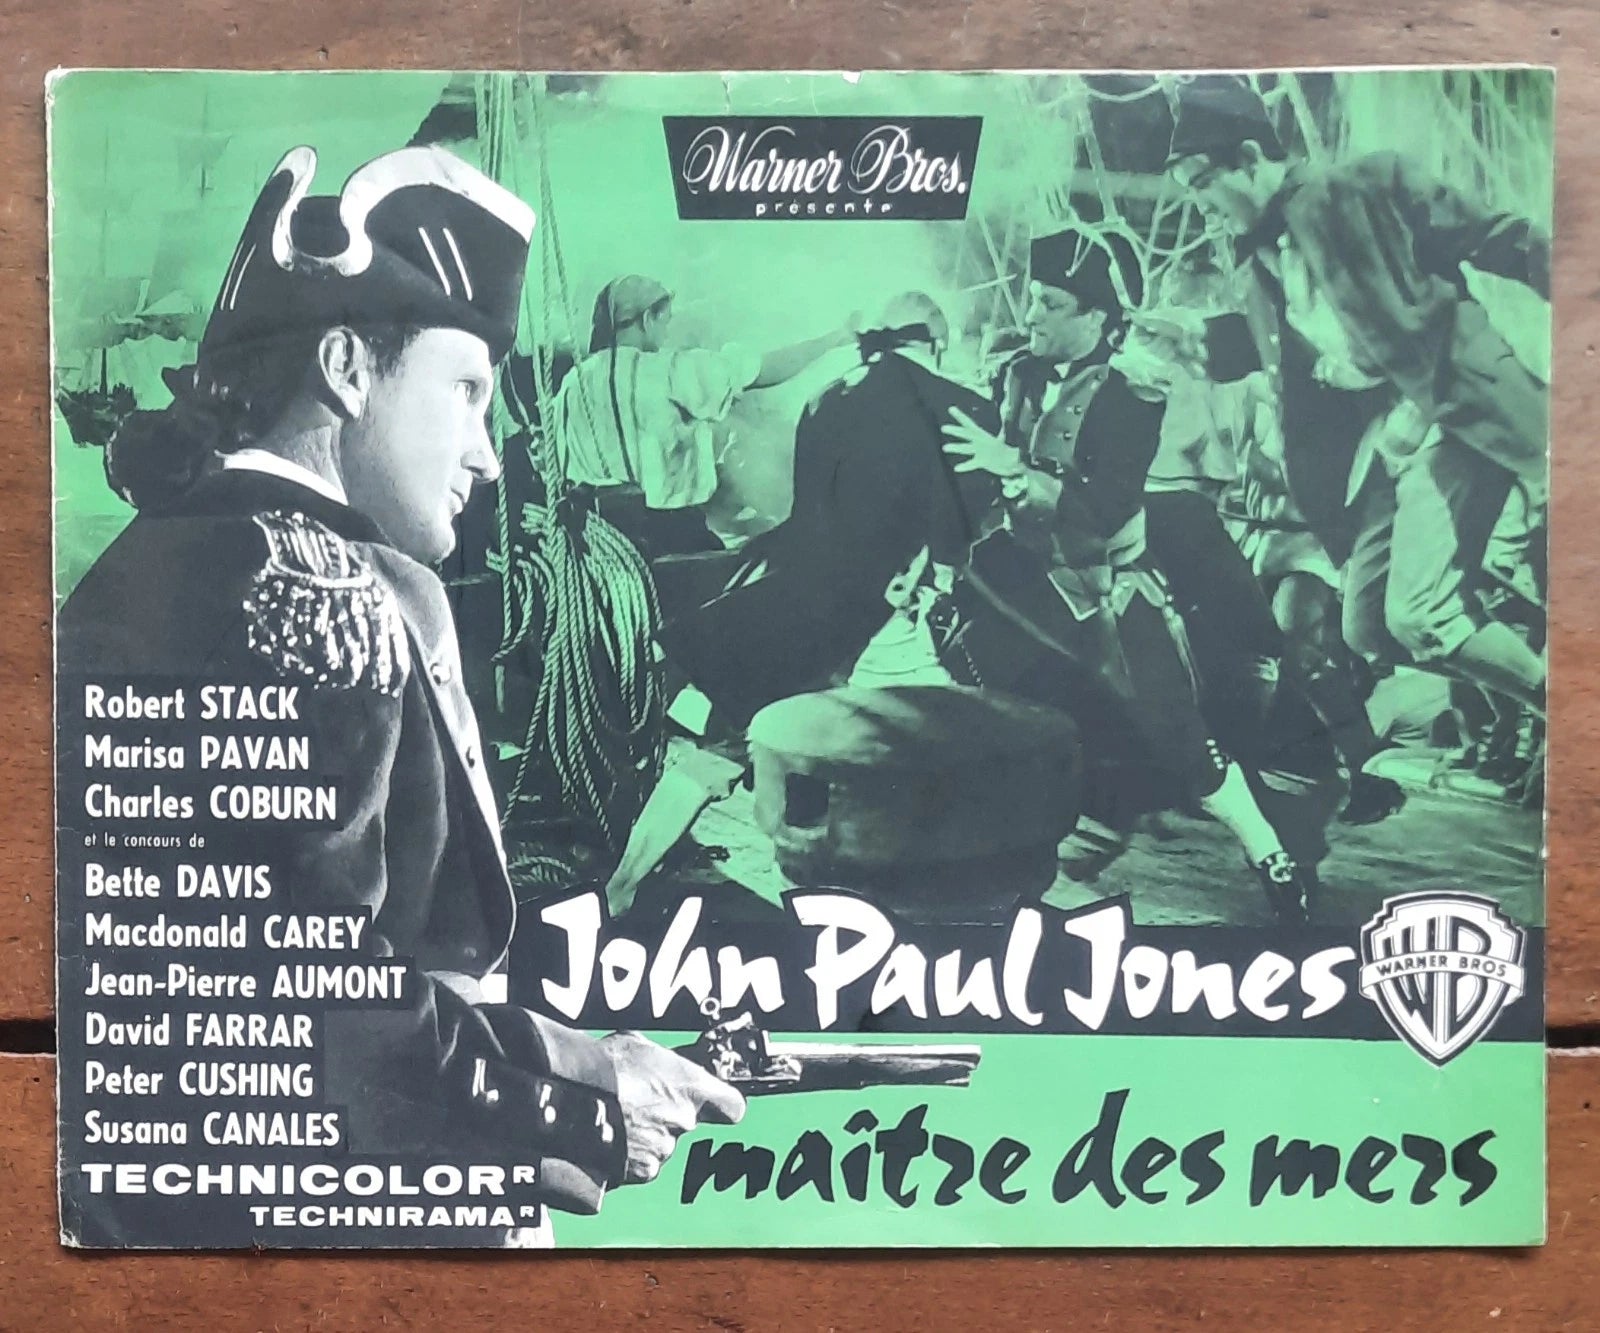 Warner Bros.
présente
Robert STACK
Marisa PAVAN
Charles COBURN
et le concours de
Bette DAVIS
Macdonald CAREY
Jean-Pierre AUMONT
David FARRAR
Peter CUSHING
Susana CANALES
TECHNICOLOR R
TECHNIRAMA R
John Paul Jones
WB
WARNER BROS
maître des mers